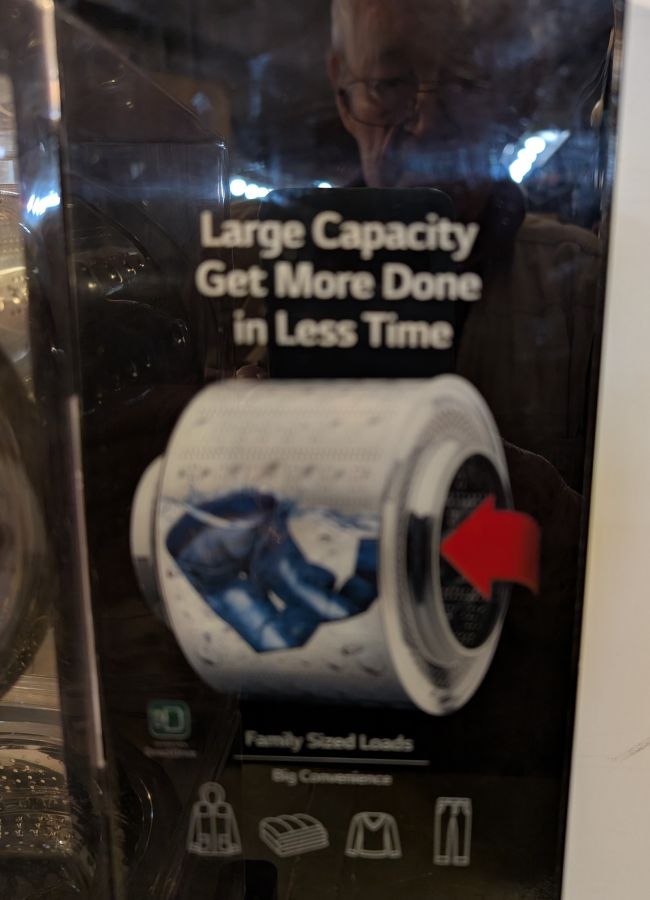 Large Capacity
Get More Done
in Less Time
Family Sized Loads
Big Convenience